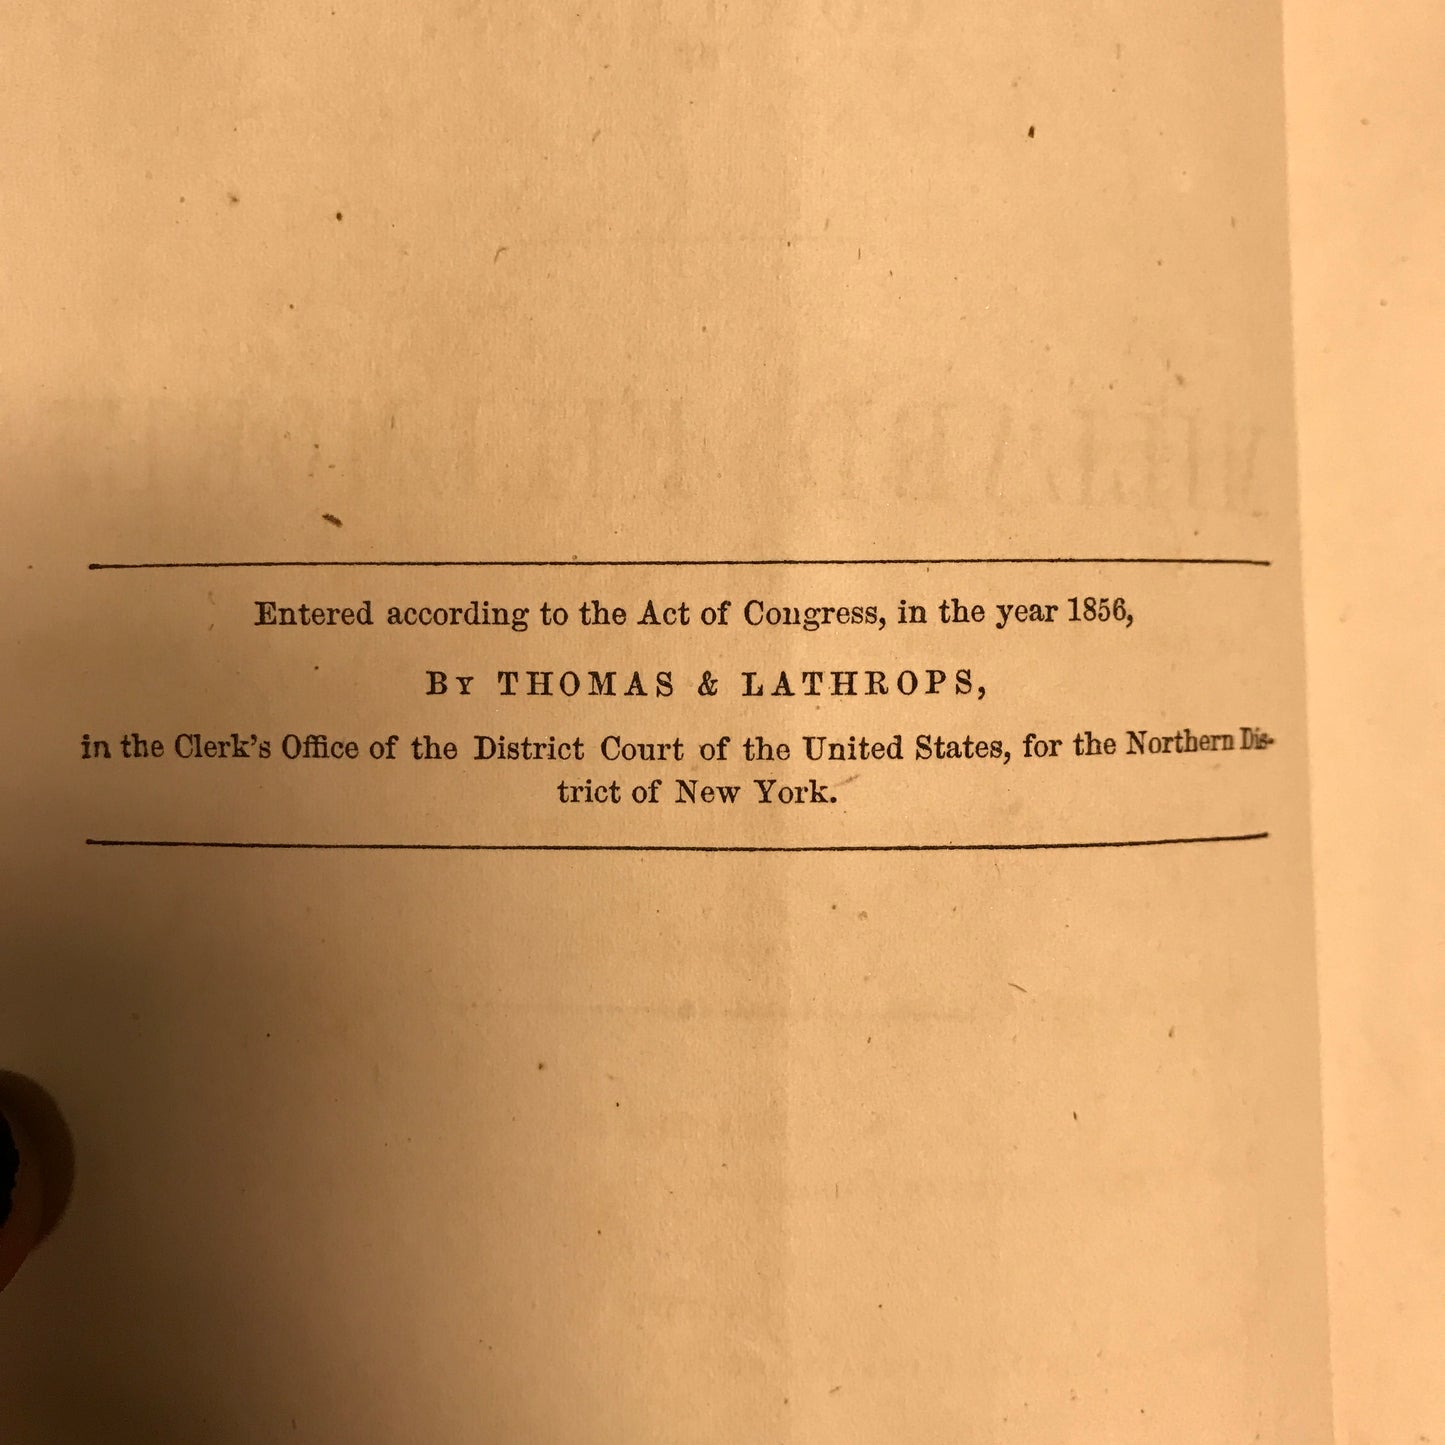 Entered according to the Act of Congress, in the year 1856,
BY THOMAS & LATHROPS,
in the Clerk's Office of the District Court of the United States, for the Northern Dis-
trict of New York.